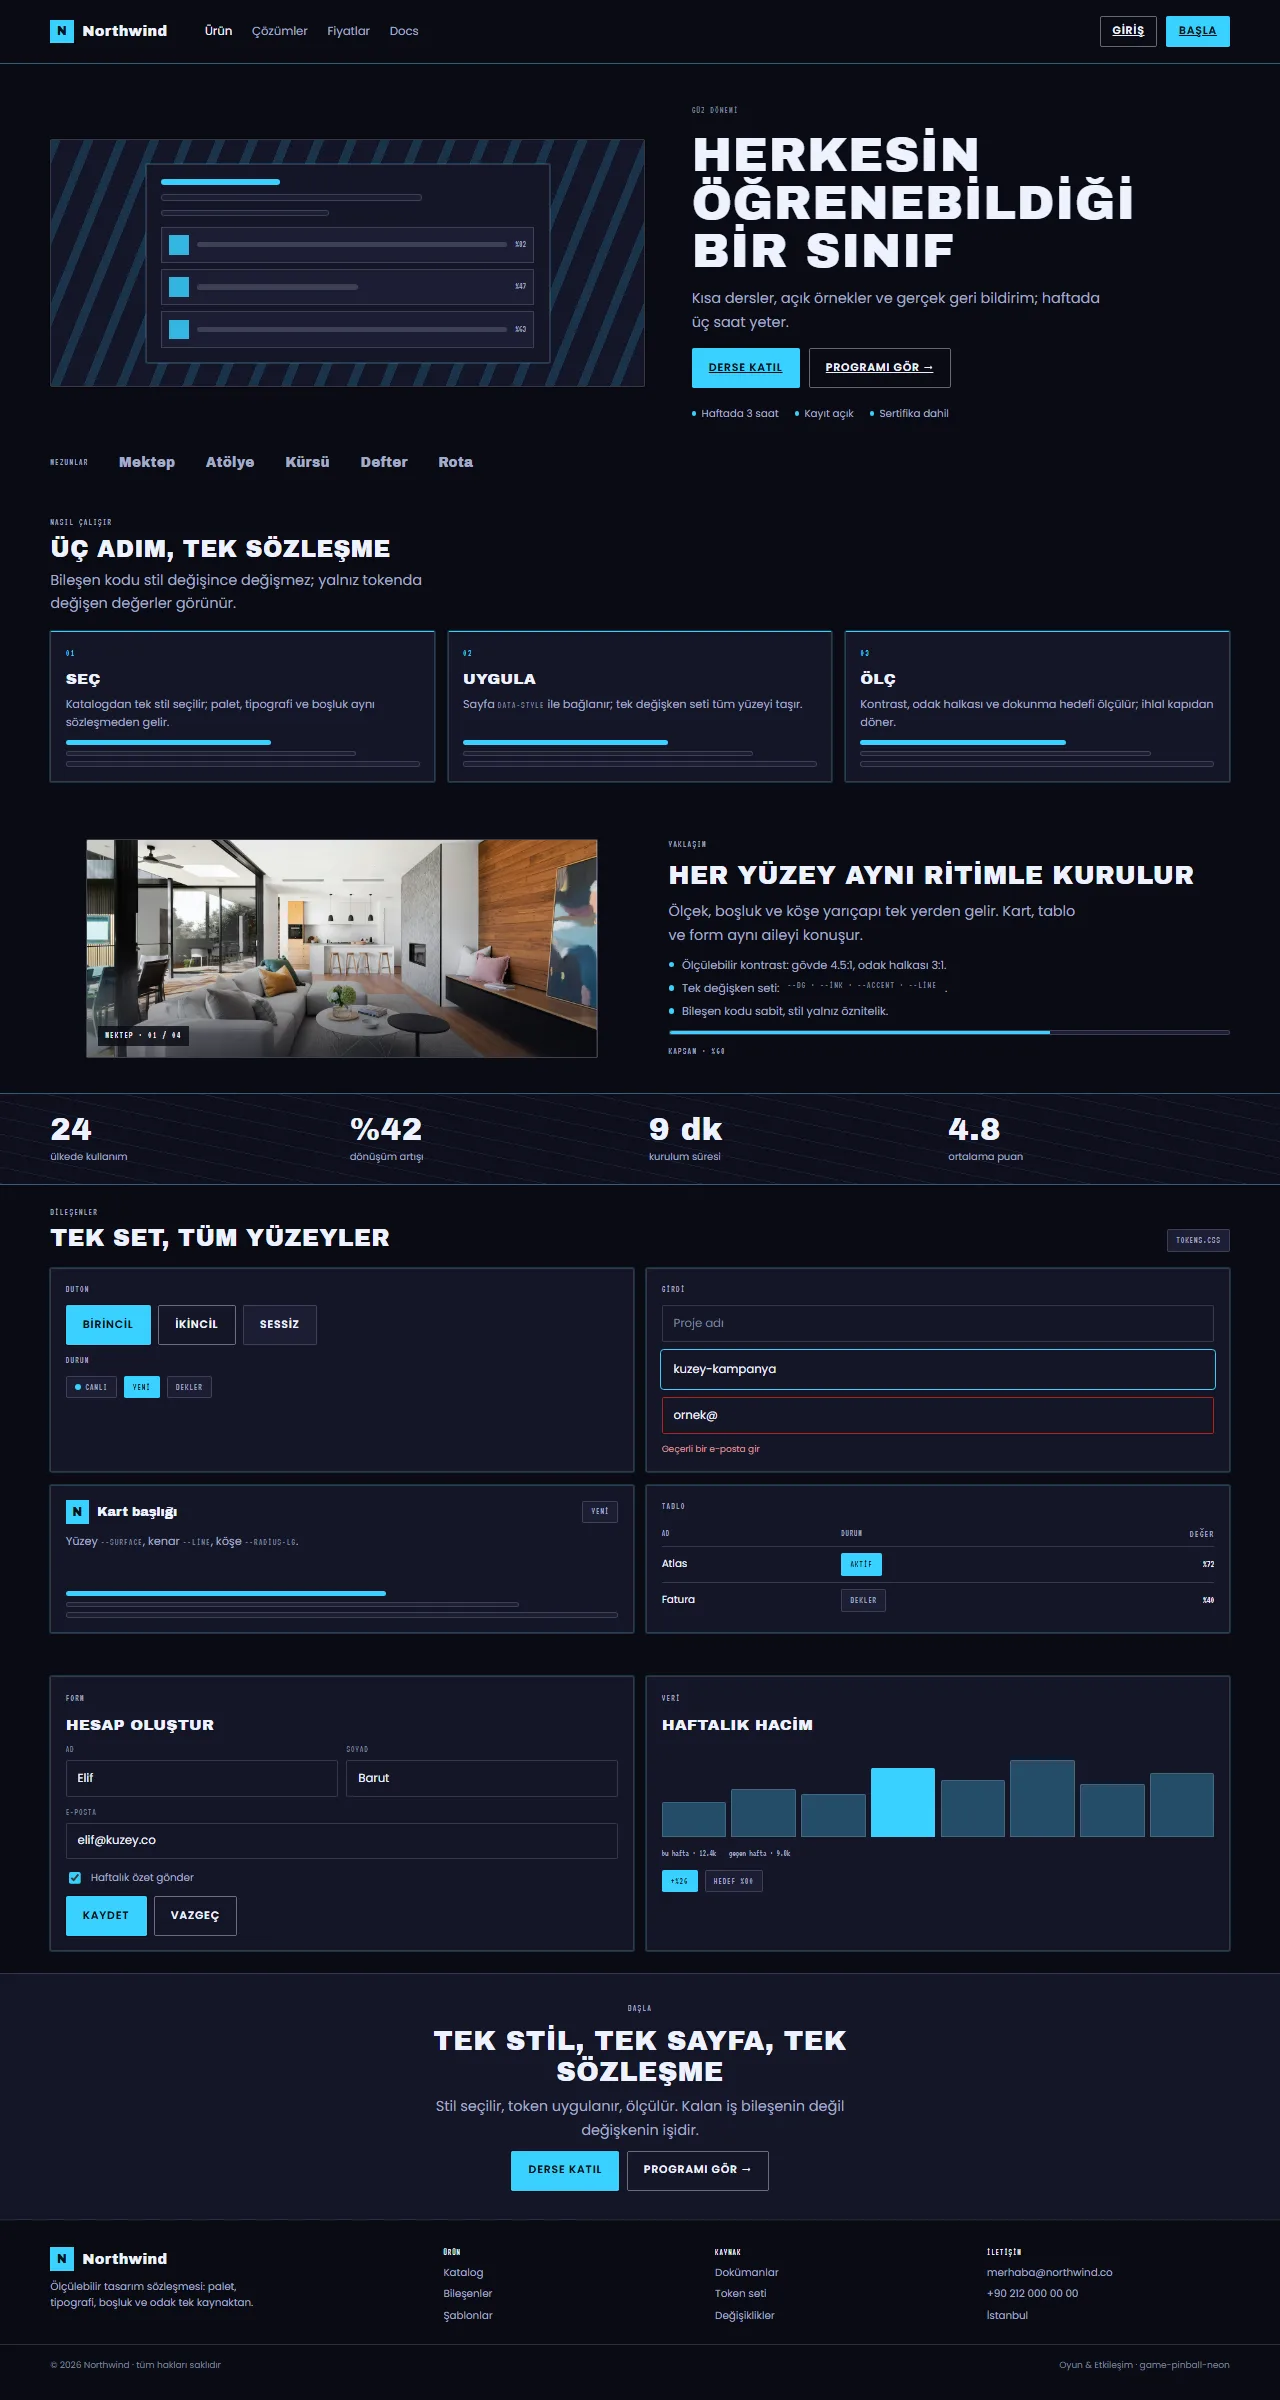 N Northwind Ürün Çözümler Fiyatlar Docs GİRİŞ BAŞLA
GÜZ DÖNEMİ
HERKESİN
ÖĞRENEBİLDİĞİ
BİR SINIF
Kısa dersler, açık örnekler ve gerçek geri bildirim; haftada
üç saat yeter.
DERSE KATIL PROGRAMI GÖR →
Haftada 3 saat Kayıt açık Sertifika dahil
%47
MEZUNLAR Mektep Atölye Kürsü Defter Rota
NASIL ÇALIŞIR
ÜÇ ADIM, TEK SÖZLEŞME
Bileşen kodu stil değişince değişmez; yalnız tokenda
değişen değerler görünür.
01
SEÇ
Katalogdan tek stil seçilir; palet, tipografi ve boşluk aynı
sözleşmeden gelir.
02
UYGULA
Sayfa DATA-STYLE ile bağlanır; tek değişken seti tüm yüzeyi taşır.
03
ÖLÇ
Kontrast, odak halkası ve dokunma hedefi ölçülür; ihlal kapıdan
döner.
MEKTEP · 01 / 04
YAKLAŞIM
HER YÜZEY AYNI RİTİMLE KURULUR
Ölçek, boşluk ve köşe yarıçapı tek yerden gelir. Kart, tablo
ve form aynı aileyi konuşur.
Ölçülebilir kontrast: gövde 4.5:1, odak halkası 3:1.
Tek değişken seti: --BG · --INK · --ACCENT · --LINE .
Bileşen kodu sabit, stil yalnız öznitelik.
KAPSAM
24
ülkede kullanım
%42
dönüşüm artışı
9 dk
kurulum süresi
4.8
ortalama puan
BİLEŞENLER
TEK SET, TÜM YÜZEYLER
TOKENS.CSS
BUTON
BİRİNCİL İKİNCİL SESSİZ
DURUM
CANLI YENİ BEKLER
GİRDİ
Proje adı
kuzey-kampanya
ornek@
Geçerli bir e-posta gir
N Kart başlığı YENİ
Yüzey --SURFACE, kenar --LINE, köşe --RADIUS-LG.
TABLO
AD DURUM DEĞER
Atlas AKTİF %72
Fatura BEKLER %40
FORM
HESAP OLUŞTUR
AD SOYAD
Elif Barut
E-POSTA
elif@kuzey.co
Haftalık özet gönder
KAYDET VAZGEÇ
VERİ
HAFTALIK HACİM
bu hafta · 12.4k geçen hafta
HEDEF
BAŞLA
TEK STİL, TEK SAYFA, TEK
SÖZLEŞME
Stil seçilir, token uygulanır, ölçülür. Kalan iş bileşenin değil
değişkenin işidir.
DERSE KATIL PROGRAMI GÖR →
N Northwind
Ölçülebilir tasarım sözleşmesi: palet,
tipografi, boşluk ve odak tek kaynaktan.
ÜRÜN
Katalog
Bileşenler
Şablonlar
KAYNAK
Dokümanlar
Token seti
Değişiklikler
İLETİŞİM
merhaba@northwind.co
+90 212 000 00 00
İstanbul
© 2026 Northwind · tüm hakları saklıdır
Oyun & Etkileşim · game-pinball-neon